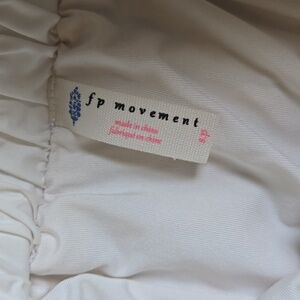 fp movement
made in china
fabriqué en chine